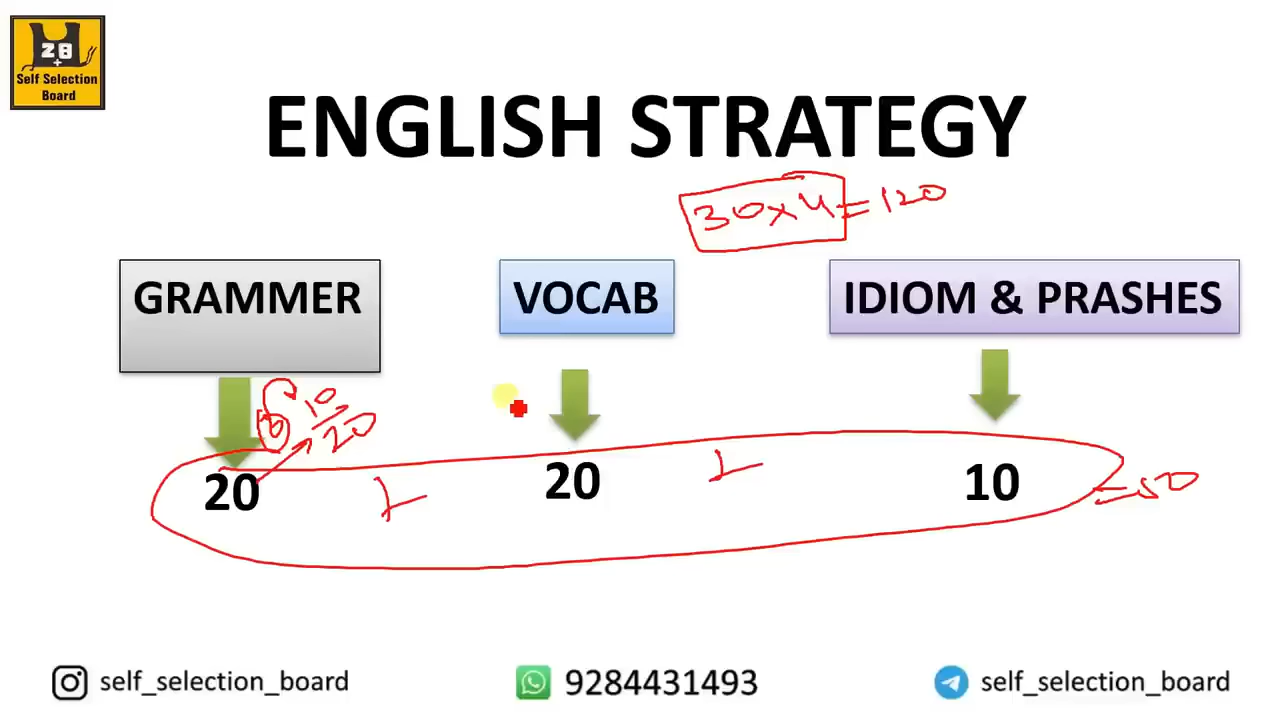 28
+
Self Selection
Board
ENGLISH STRATEGY
30x4=120
GRAMMER
VOCAB
IDIOM & PRASHES
10
20
20
20
10
=50
self_selection_board
9284431493
self_selection_board